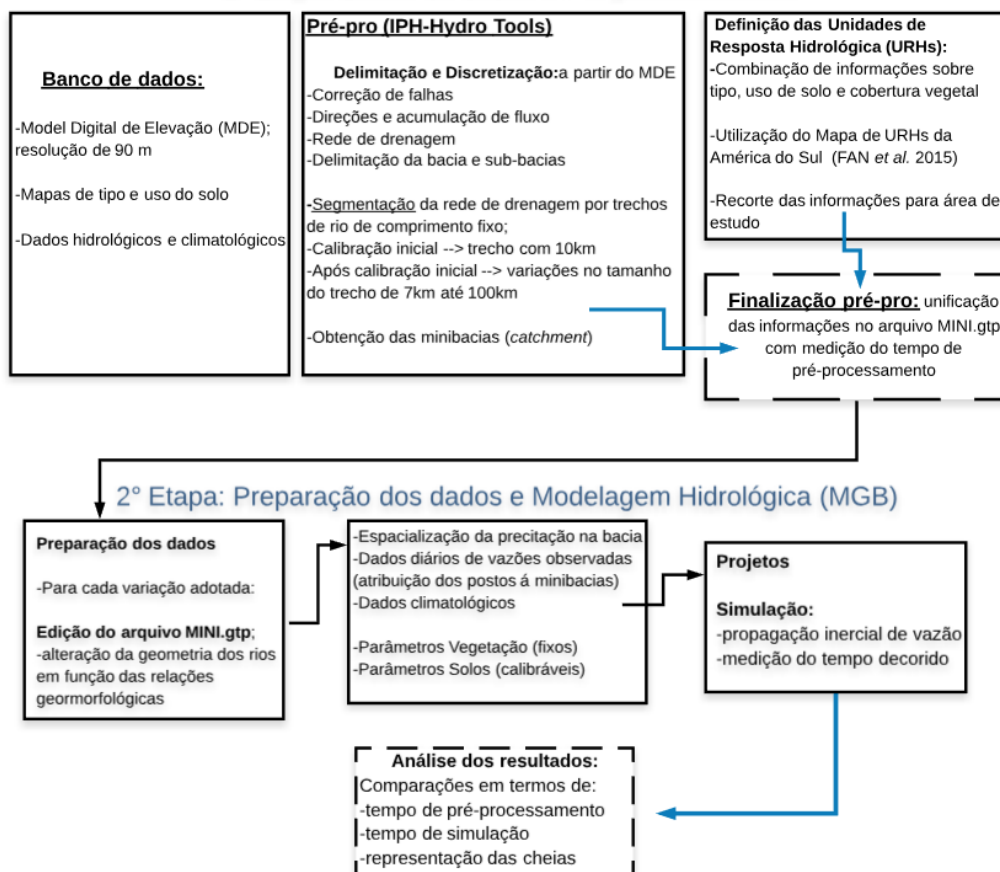 Banco de dados:
-Model Digital de Elevação (MDE);
resolução de 90 m
-Mapas de tipo e uso do solo
-Dados hidrológicos e climatológicos
Pré-pro (IPH-Hydro Tools)
Delimitação e Discretização:a partir do MDE
-Correção de falhas
-Direções e acumulação de fluxo
-Rede de drenagem
-Delimitação da bacia e sub-bacias
-Segmentação da rede de drenagem por trechos
de rio de comprimento fixo;
-Calibração inicial --> trecho com 10km
-Após calibração inicial --> variações no tamanho
do trecho de 7km até 100km
-Obtenção das minibacias (catchment)
Definição das Unidades de
Resposta Hidrológica (URHs):
-Combinação de informações sobre
tipo, uso de solo e cobertura vegetal
-Utilização do Mapa de URHs da
América do Sul (FAN et al. 2015)
-Recorte das informações para área de
estudo
Finalização pré-pro: unificação
das informações no arquivo MINI.gtp
com medição do tempo de
pré-processamento
2° Etapa: Preparação dos dados e Modelagem Hidrológica (MGB)
Preparação dos dados
-Para cada variação adotada:
Edição do arquivo MINI.gtp;
-alteração da geometria dos rios
em função das relações
geormorfológicas
-Espacialização da precitação na bacia
-Dados diários de vazões observadas
(atribuição dos postos á minibacias)
-Dados climatológicos
-Parâmetros Vegetação (fixos)
-Parâmetros Solos (calibráveis)
Projetos
Simulação:
-propagação inercial de vazão
-medição do tempo decorido
Análise dos resultados:
Comparações em termos de:
-tempo de pré-processamento
-tempo de simulação
-representação das cheias